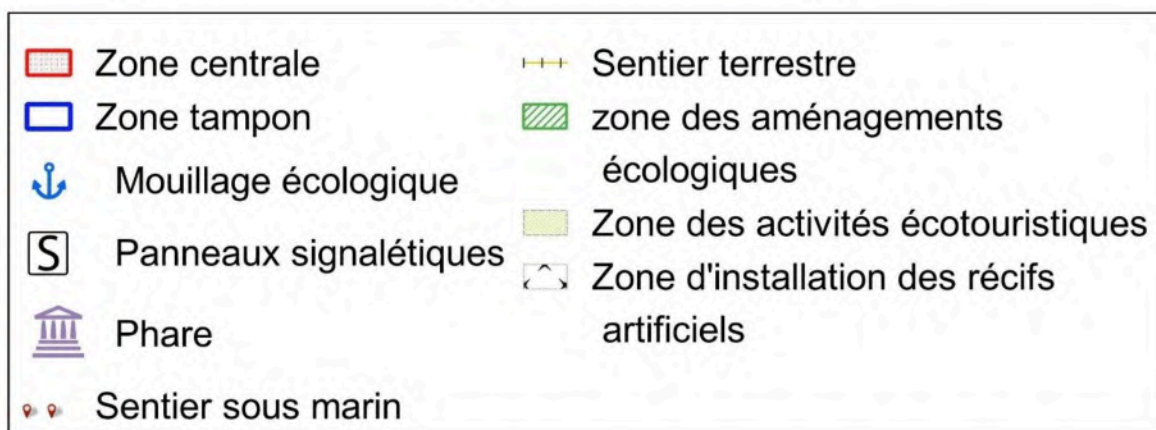 Zone centrale
Zone tampon
Mouillage écologique
S Panneaux signalétiques
Phare
Sentier sous marin
Sentier terrestre
zone des aménagements
écologiques
Zone des activités écotouristiques
Zone d'installation des récifs
artificiels